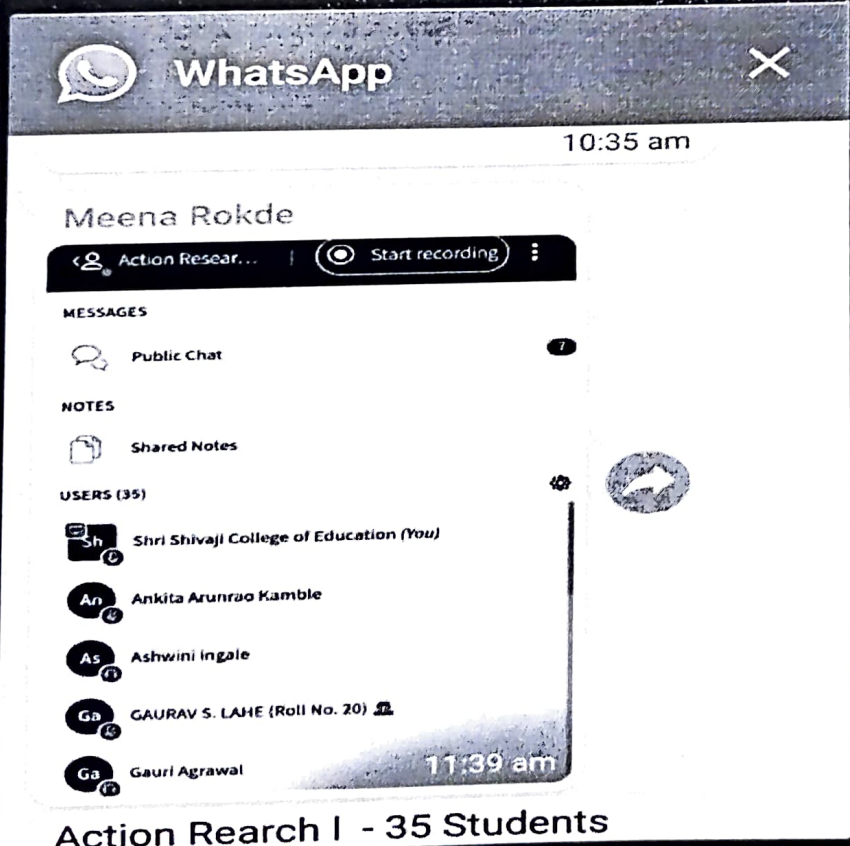 WhatsApp
10:35 am
Meena Rokde
Action Resear... | Start recording
MESSAGES
Public Chat 7
NOTES
Shared Notes
USERS (35)
Sh Shri Shivaji College of Education (You)
An Ankita Arunrao Kamble
As Ashwini Ingale
Ga GAURAV S. LAHE (Roll No. 20)
Ga Gauri Agrawal
11:39 am
Action Rearch I - 35 Students